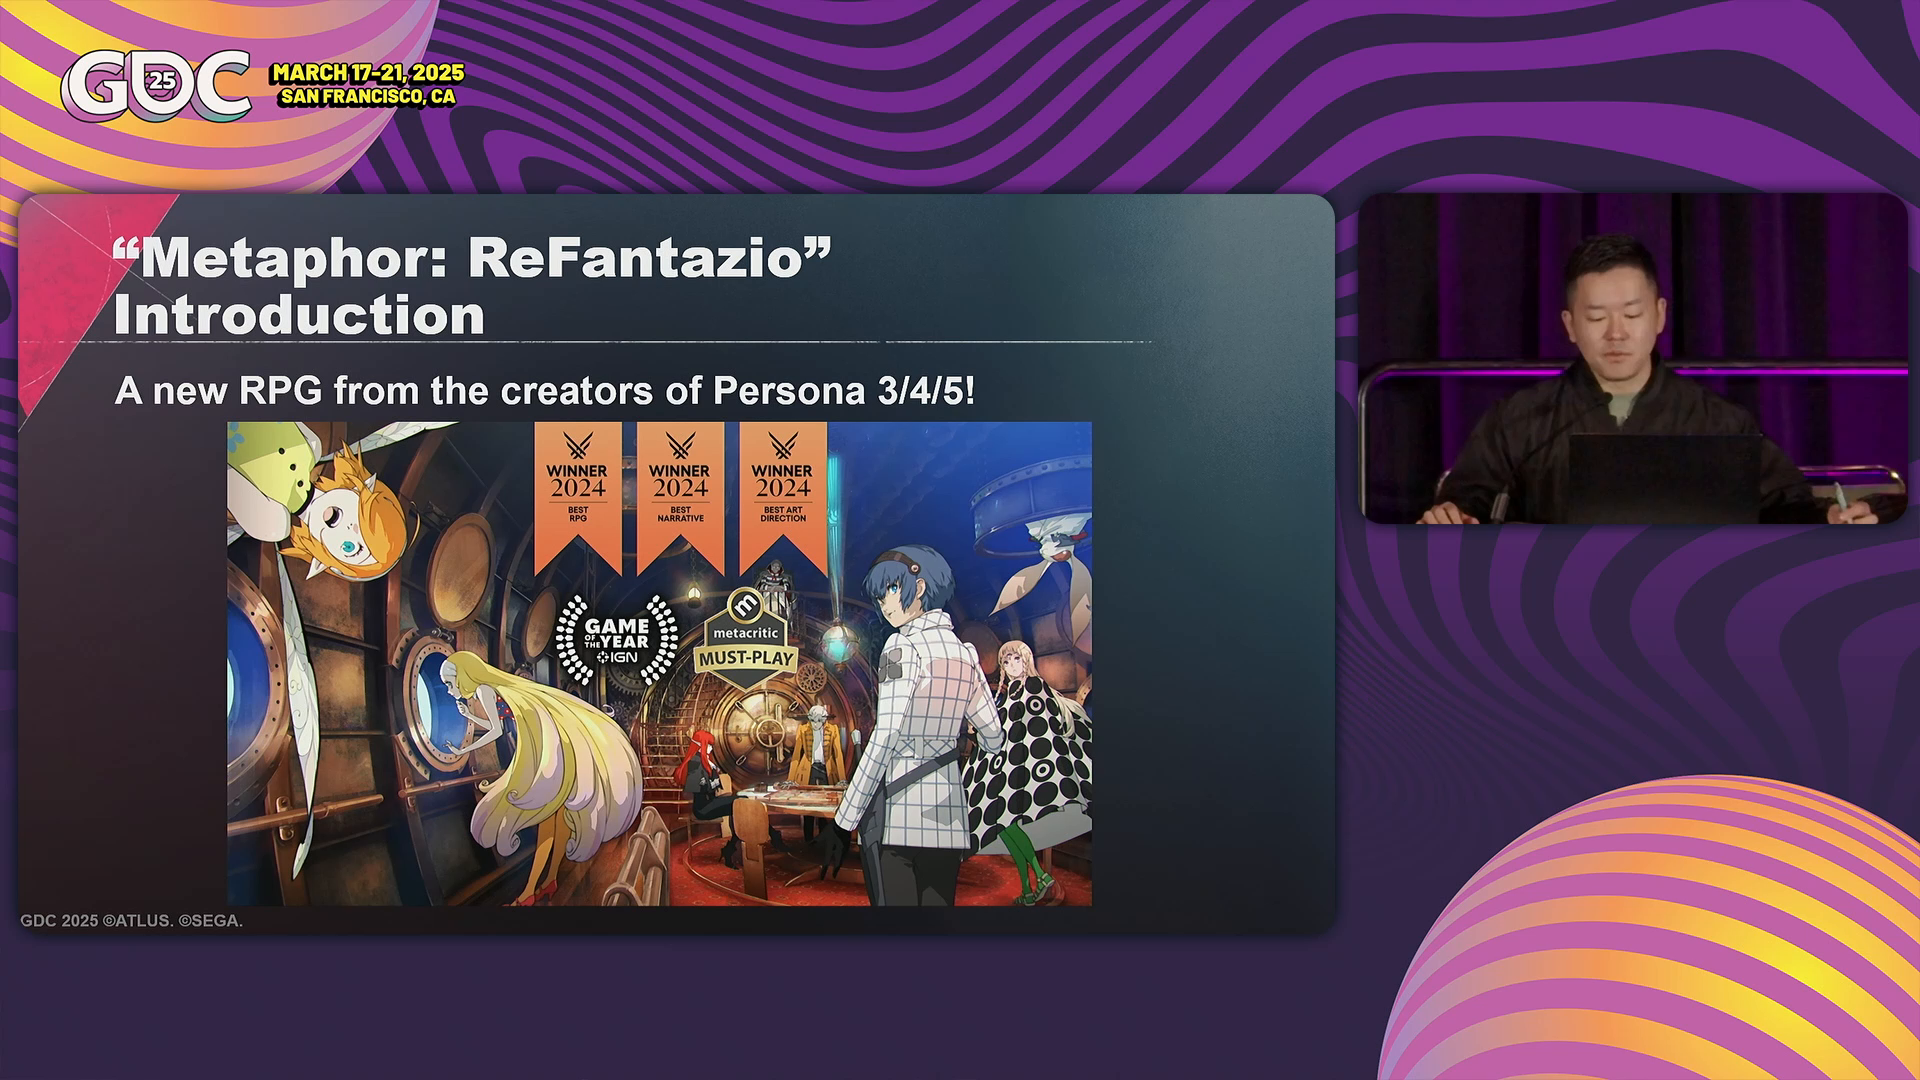 GDC
25
MARCH 17-21, 2025
SAN FRANCISCO, CA
“Metaphor: ReFantazio”
Introduction
A new RPG from the creators of Persona 3/4/5!
WINNER
2024
BEST
RPG
WINNER
2024
BEST
NARRATIVE
WINNER
2024
BEST ART
DIRECTION
GAME
OF THE YEAR
IGN
m
metacritic
MUST-PLAY
GDC 2025 ©ATLUS. ©SEGA.